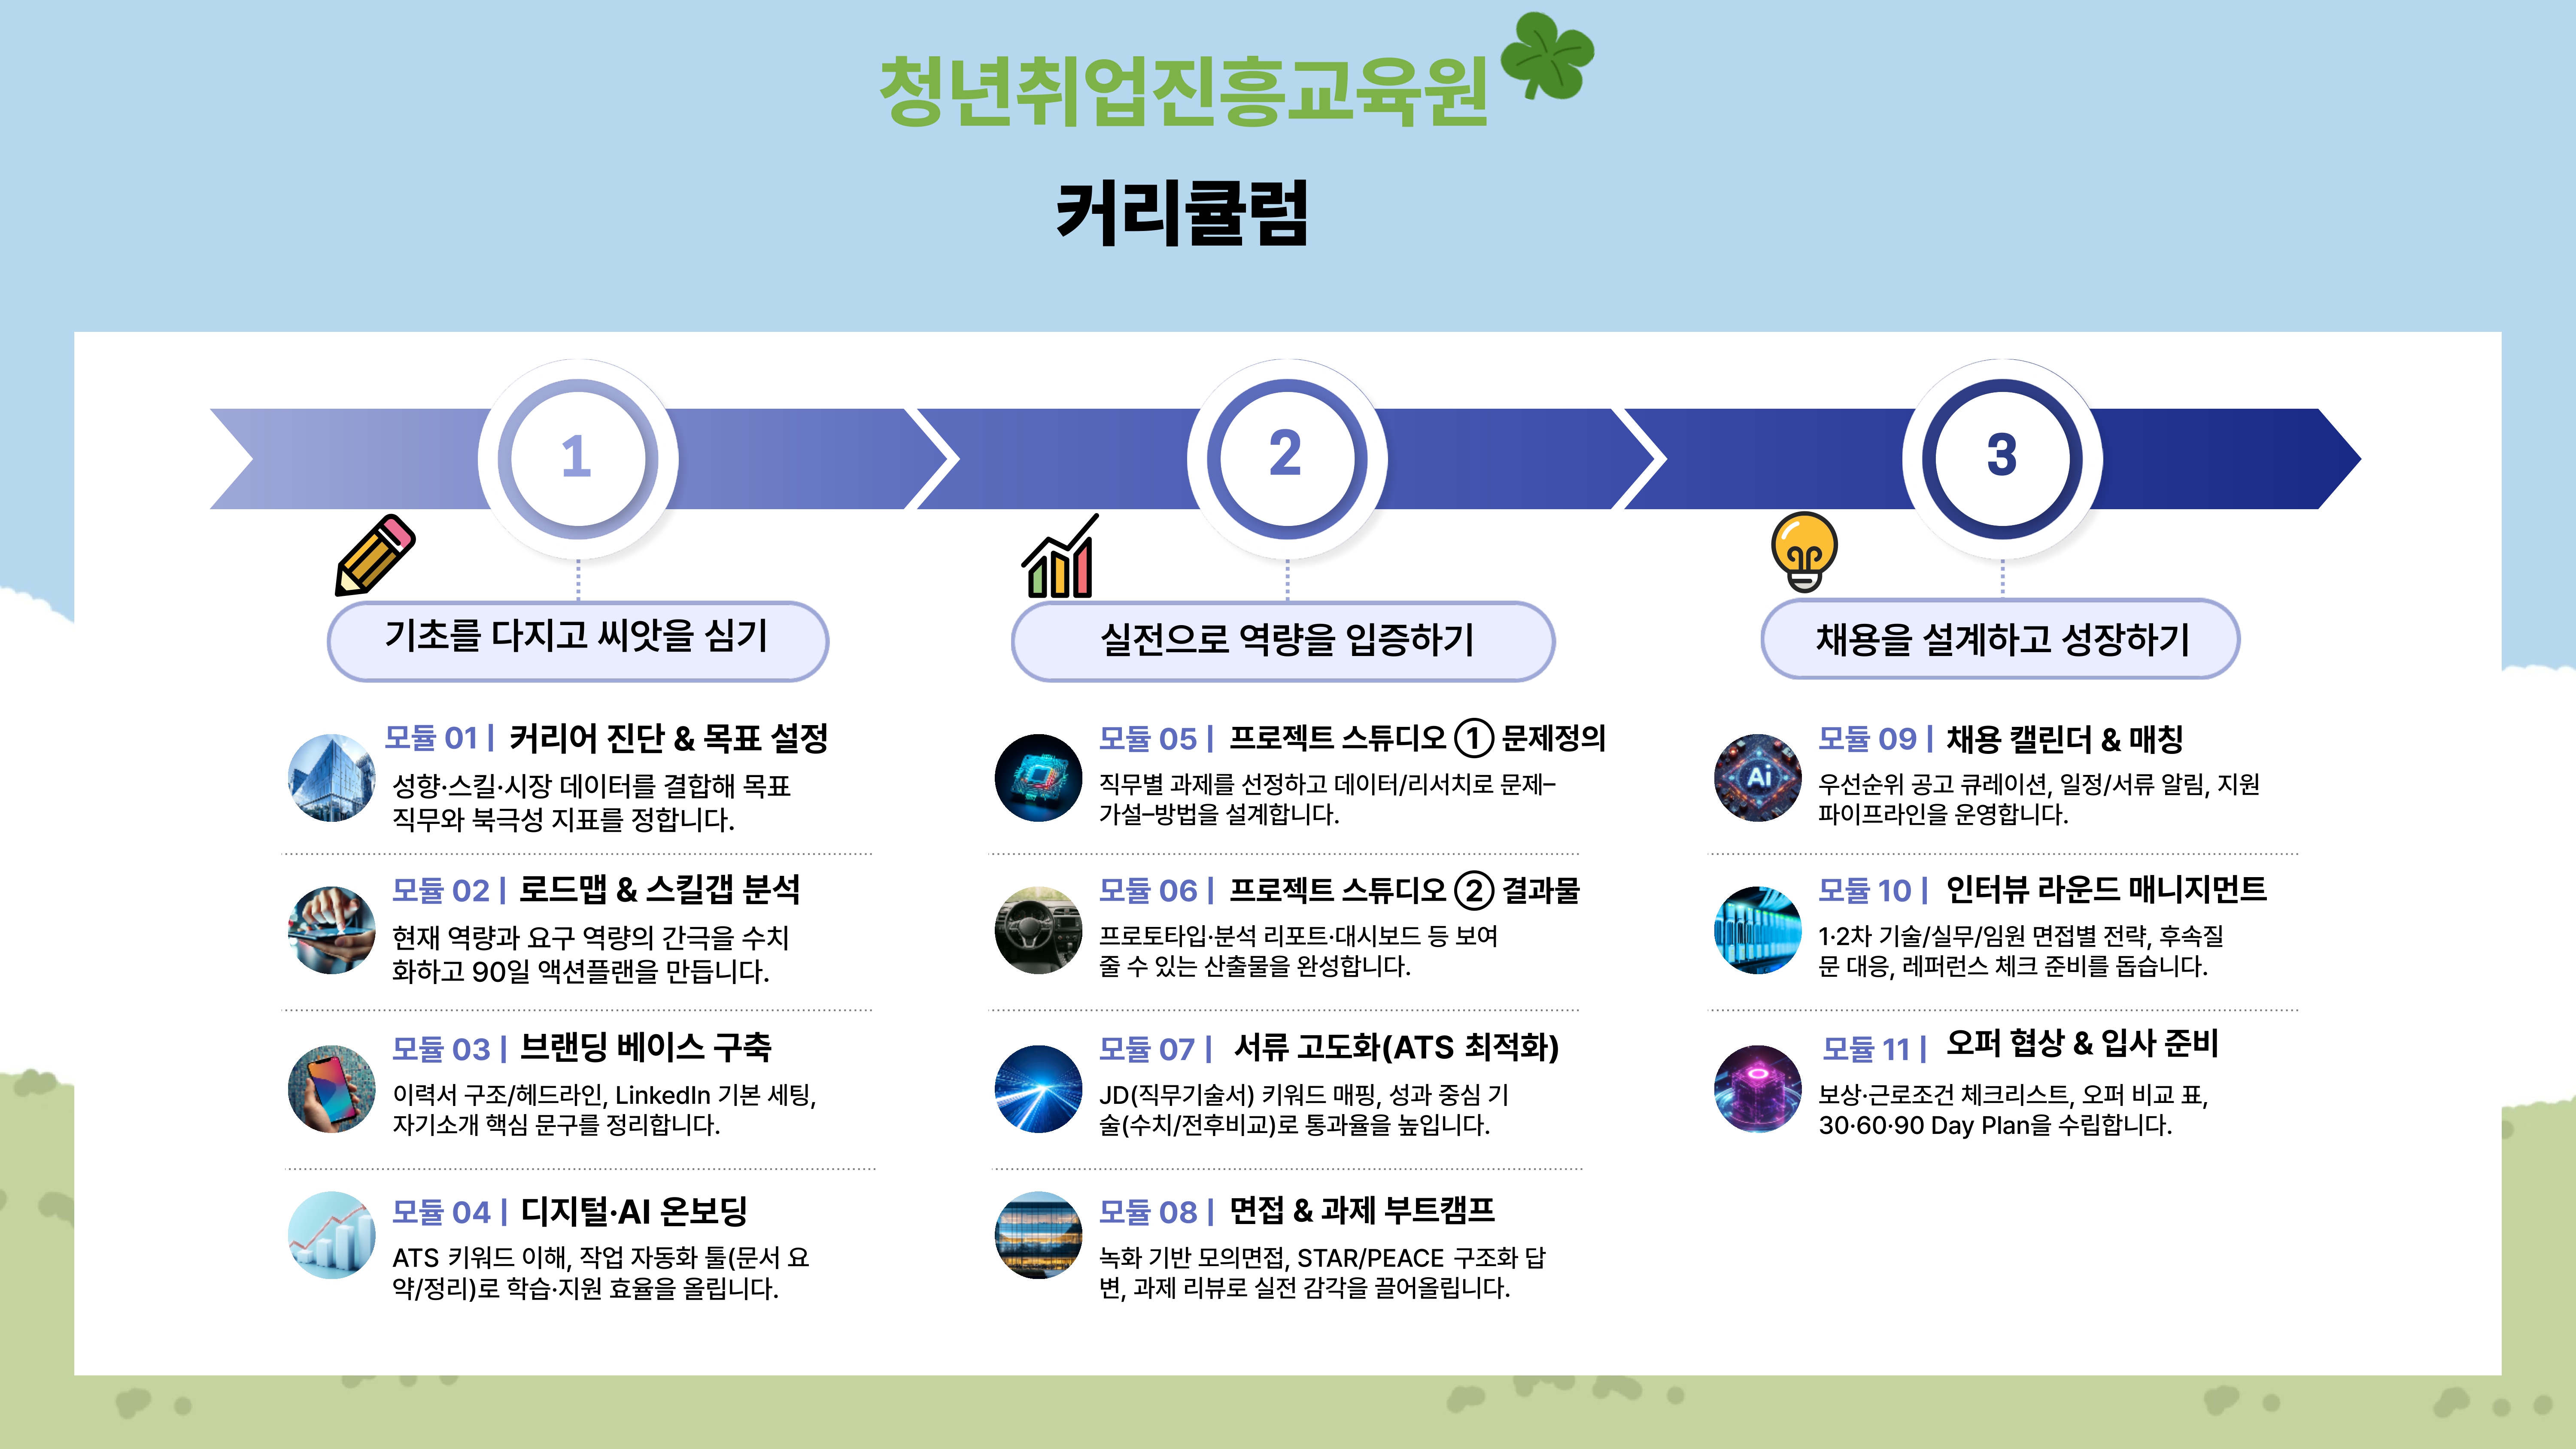 청년취업진흥교육원
커리큘럼
1
2
3
기초를 다지고 씨앗을 심기
모듈 01 | 커리어 진단 & 목표 설정
성향·스킬·시장 데이터를 결합해 목표
직무와 북극성 지표를 정합니다.
모듈 02 | 로드맵 & 스킬갭 분석
현재 역량과 요구 역량의 간극을 수치
화하고 90일 액션플랜을 만듭니다.
모듈 03 | 브랜딩 베이스 구축
이력서 구조/헤드라인, LinkedIn 기본 세팅,
자기소개 핵심 문구를 정리합니다.
모듈 04 | 디지털·AI 온보딩
ATS 키워드 이해, 작업 자동화 툴(문서 요
약/정리)로 학습·지원 효율을 올립니다.
실전으로 역량을 입증하기
모듈 05 | 프로젝트 스튜디오 ① 문제정의
직무별 과제를 선정하고 데이터/리서치로 문제–
가설–방법을 설계합니다.
모듈 06 | 프로젝트 스튜디오 ② 결과물
프로토타입·분석 리포트·대시보드 등 보여
줄 수 있는 산출물을 완성합니다.
모듈 07 | 서류 고도화(ATS 최적화)
JD(직무기술서) 키워드 매핑, 성과 중심 기
술(수치/전후비교)로 통과율을 높입니다.
모듈 08 | 면접 & 과제 부트캠프
녹화 기반 모의면접, STAR/PEACE 구조화 답
변, 과제 리뷰로 실전 감각을 끌어올립니다.
채용을 설계하고 성장하기
모듈 09 | 채용 캘린더 & 매칭
Ai
우선순위 공고 큐레이션, 일정/서류 알림, 지원
파이프라인을 운영합니다.
모듈 10 | 인터뷰 라운드 매니지먼트
1·2차 기술/실무/임원 면접별 전략, 후속질
문 대응, 레퍼런스 체크 준비를 돕습니다.
모듈 11 | 오퍼 협상 & 입사 준비
보상·근로조건 체크리스트, 오퍼 비교 표,
30·60·90 Day Plan을 수립합니다.